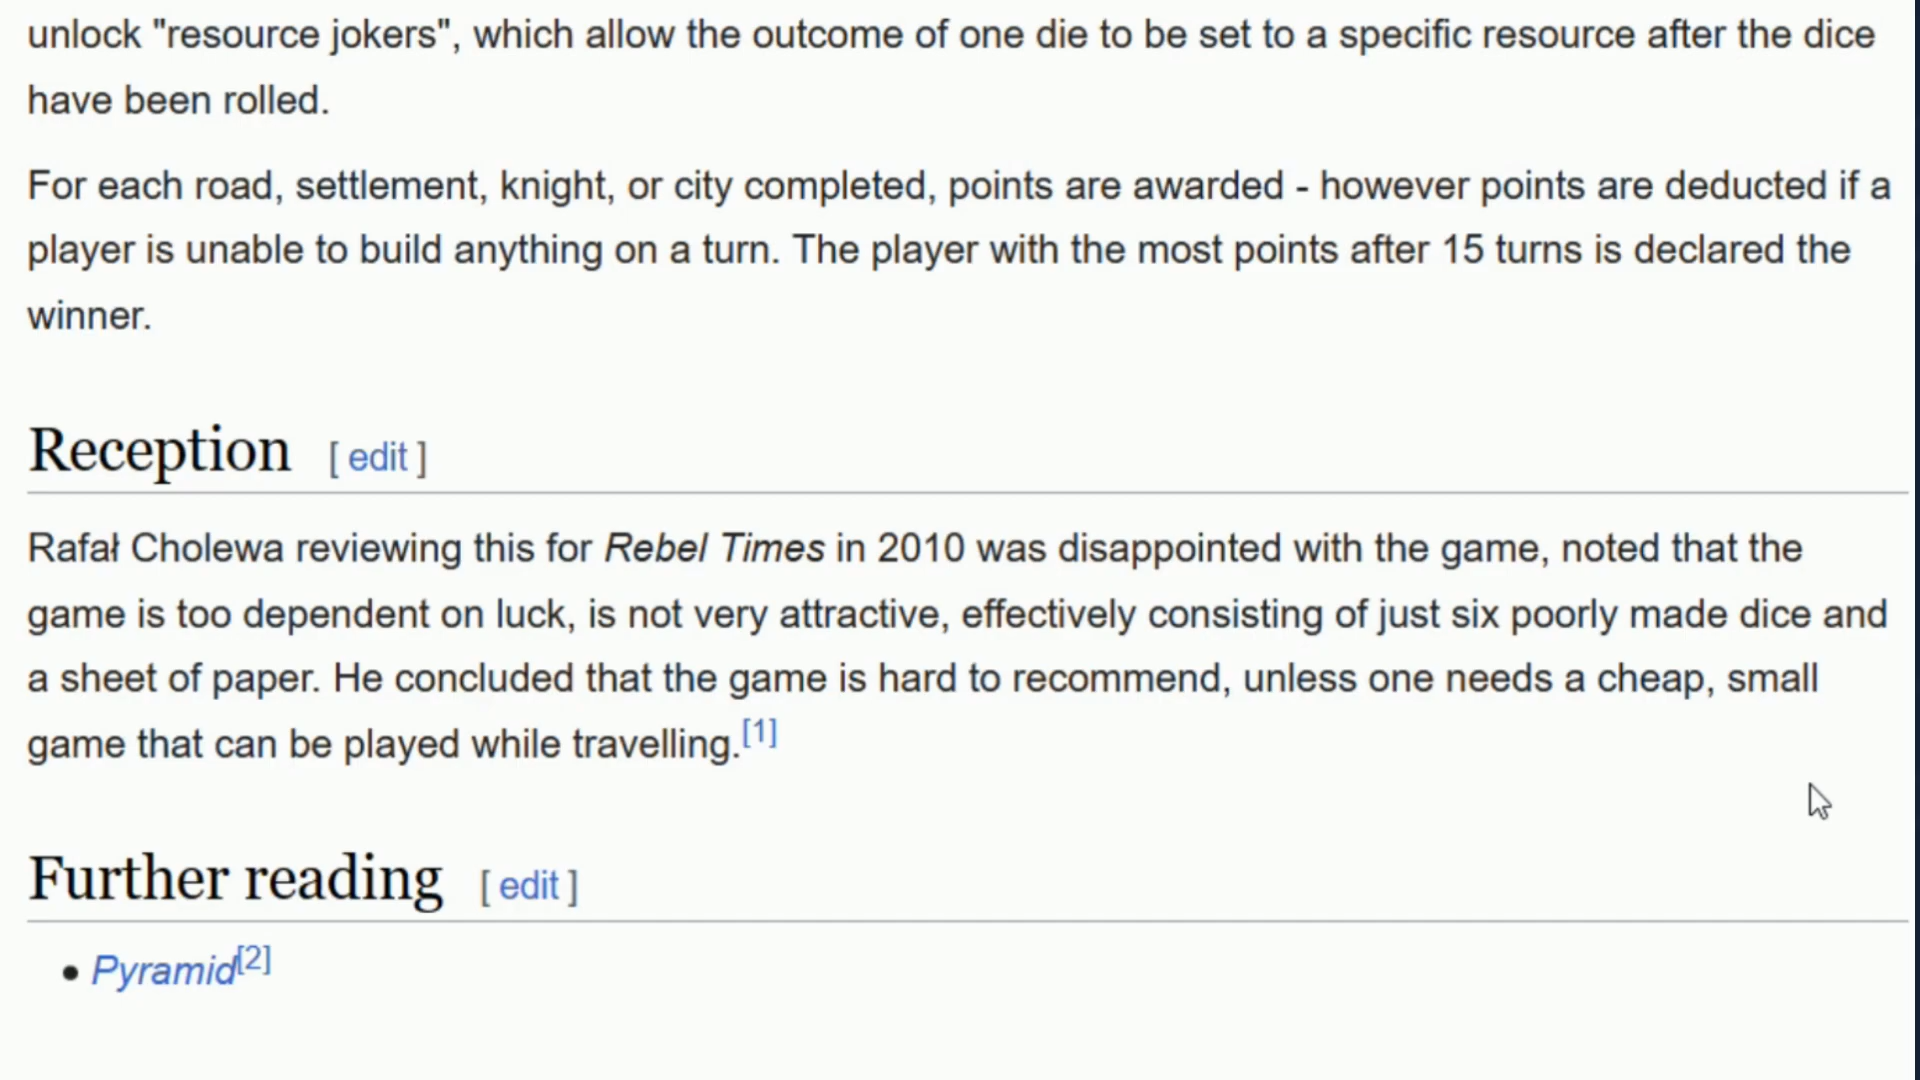 unlock "resource jokers", which allow the outcome of one die to be set to a specific resource after the dice
have been rolled.
For each road, settlement, knight, or city completed, points are awarded - however points are deducted if a
player is unable to build anything on a turn. The player with the most points after 15 turns is declared the
winner.
Reception [ edit ]
Rafał Cholewa reviewing this for Rebel Times in 2010 was disappointed with the game, noted that the
game is too dependent on luck, is not very attractive, effectively consisting of just six poorly made dice and
a sheet of paper. He concluded that the game is hard to recommend, unless one needs a cheap, small
game that can be played while travelling.[1]
Further reading [ edit ]
• Pyramid[2]